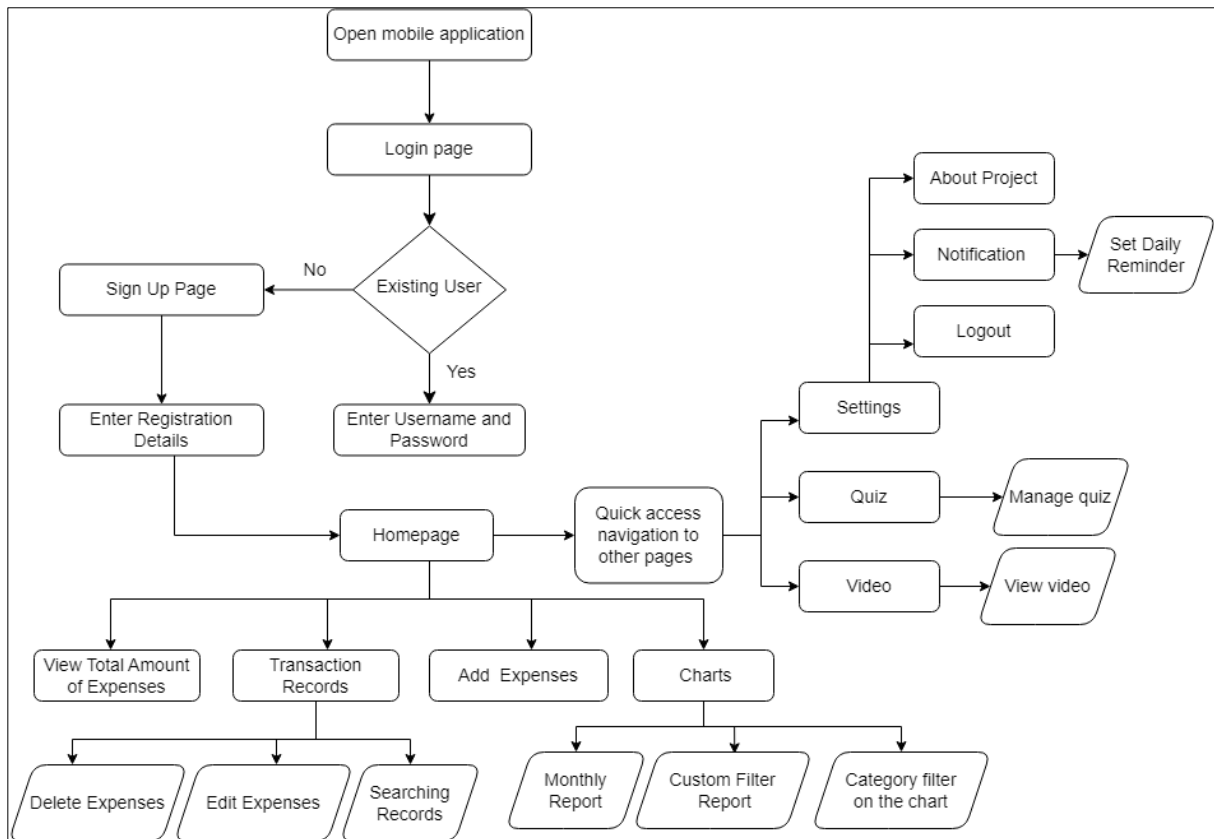 Open mobile application
Login page
About Project
Notification
Set Daily
Reminder
No
Sign Up Page
Existing User
Logout
Yes
Settings
Enter Registration
Details
Enter Username and
Password
Quiz
Manage quiz
Homepage
Quick access
navigation to
other pages
Video
View video
View Total Amount
of Expenses
Transaction
Records
Add Expenses
Charts
Delete Expenses
Edit Expenses
Searching
Records
Monthly
Report
Custom Filter
Report
Category filter
on the chart